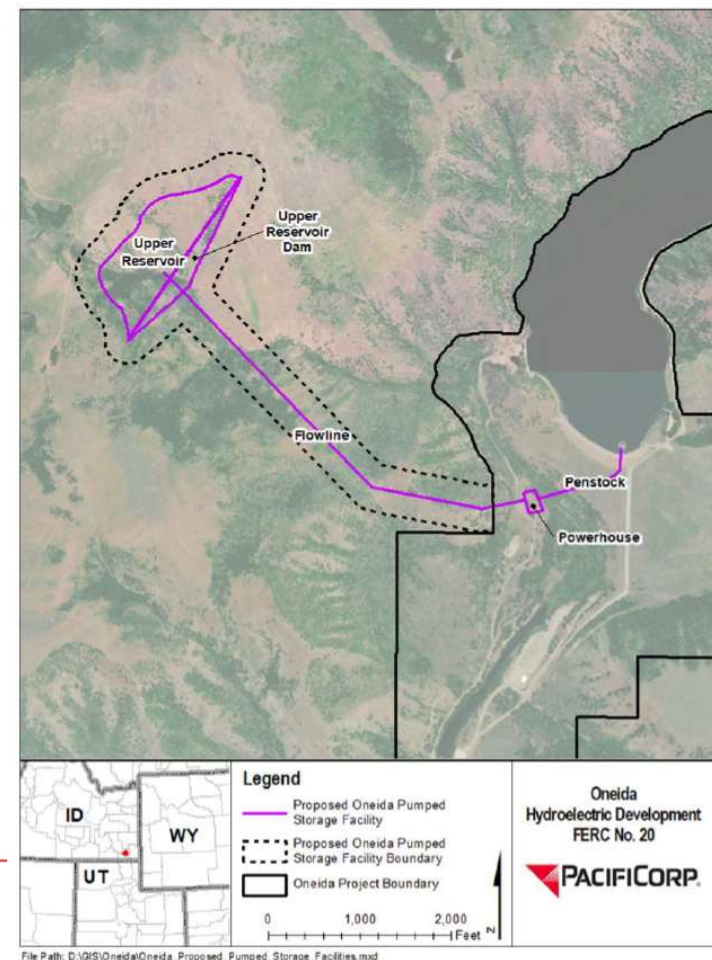 Upper
Reservoir
Upper
Reservoir
Dam
Flowline
Penstock
Powerhouse
ID
WY
UT
Legend
Proposed Oneida Pumped
Storage Facility
Proposed Oneida Pumped
Storage Facility Boundary
Oneida Project Boundary
0 1,000 2,000
Feet
N
Oneida
Hydroelectric Development
FERC No. 20
PACIFICORP.
File Path: D:\GIS\Oneida\Oneida_Proposed_Pumped_Storage_Facilities.mxd